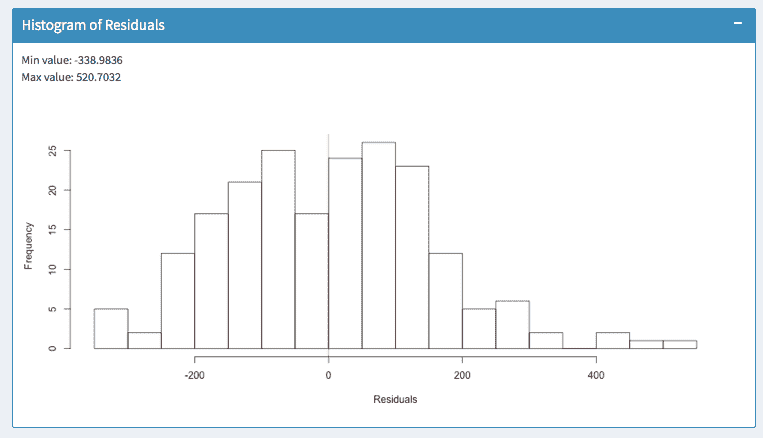 Histogram of Residuals
Min value: -338.9836
Max value: 520.7032
25
20
15
10
5
0
Frequency
-200 0 200 400
Residuals